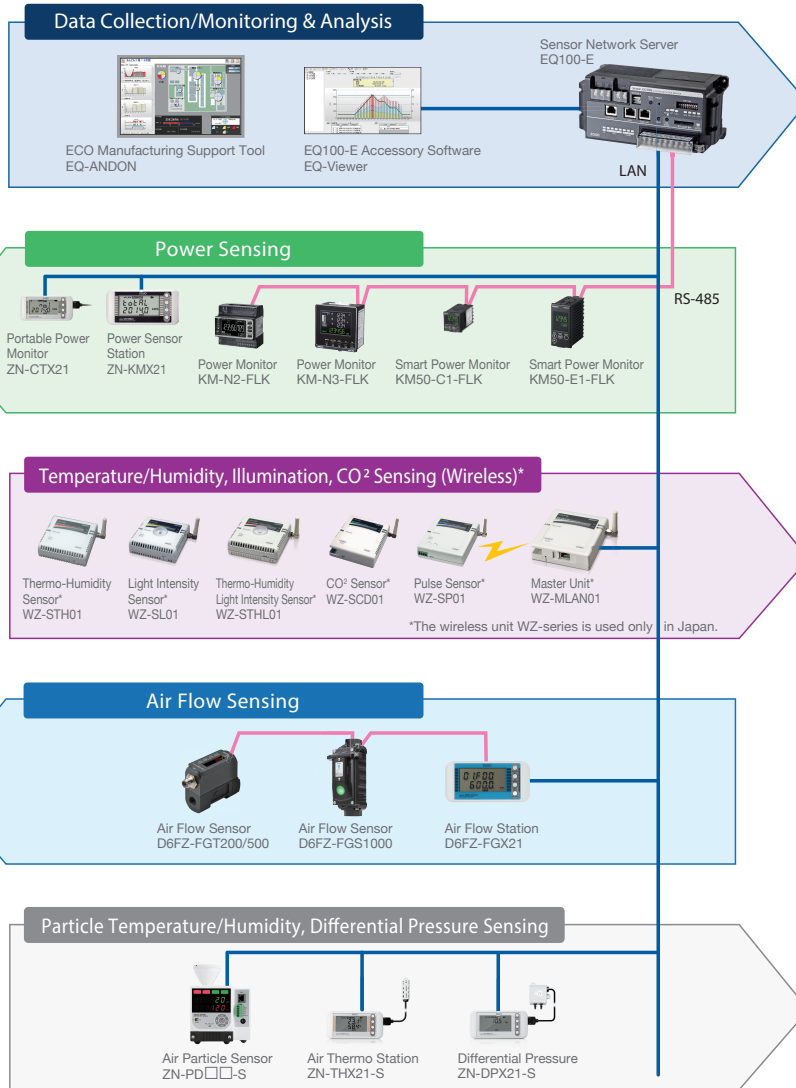 Data Collection/Monitoring & Analysis
Sensor Network Server
EQ100-E
ECO Manufacturing Support Tool
EQ-ANDON
EQ100-E Accessory Software
EQ-Viewer
LAN
Power Sensing
RS-485
Portable Power
Monitor
ZN-CTX21
Power Sensor
Station
ZN-KMX21
Power Monitor
KM-N2-FLK
Power Monitor
KM-N3-FLK
Smart Power Monitor
KM50-C1-FLK
Smart Power Monitor
KM50-E1-FLK
Temperature/Humidity, Illumination, CO² Sensing (Wireless)*
Thermo-Humidity
Sensor*
WZ-STH01
Light Intensity
Sensor*
WZ-SL01
Thermo-Humidity
Light Intensity Sensor*
WZ-STHL01
CO² Sensor*
WZ-SCD01
Pulse Sensor*
WZ-SP01
Master Unit*
WZ-MLAN01
*The wireless unit WZ-series is used only in Japan.
Air Flow Sensing
Air Flow Sensor
D6FZ-FGT200/500
Air Flow Sensor
D6FZ-FGS1000
Air Flow Station
D6FZ-FGX21
Particle Temperature/Humidity, Differential Pressure Sensing
Air Particle Sensor
ZN-PD□□-S
Air Thermo Station
ZN-THX21-S
Differential Pressure
ZN-DPX21-S